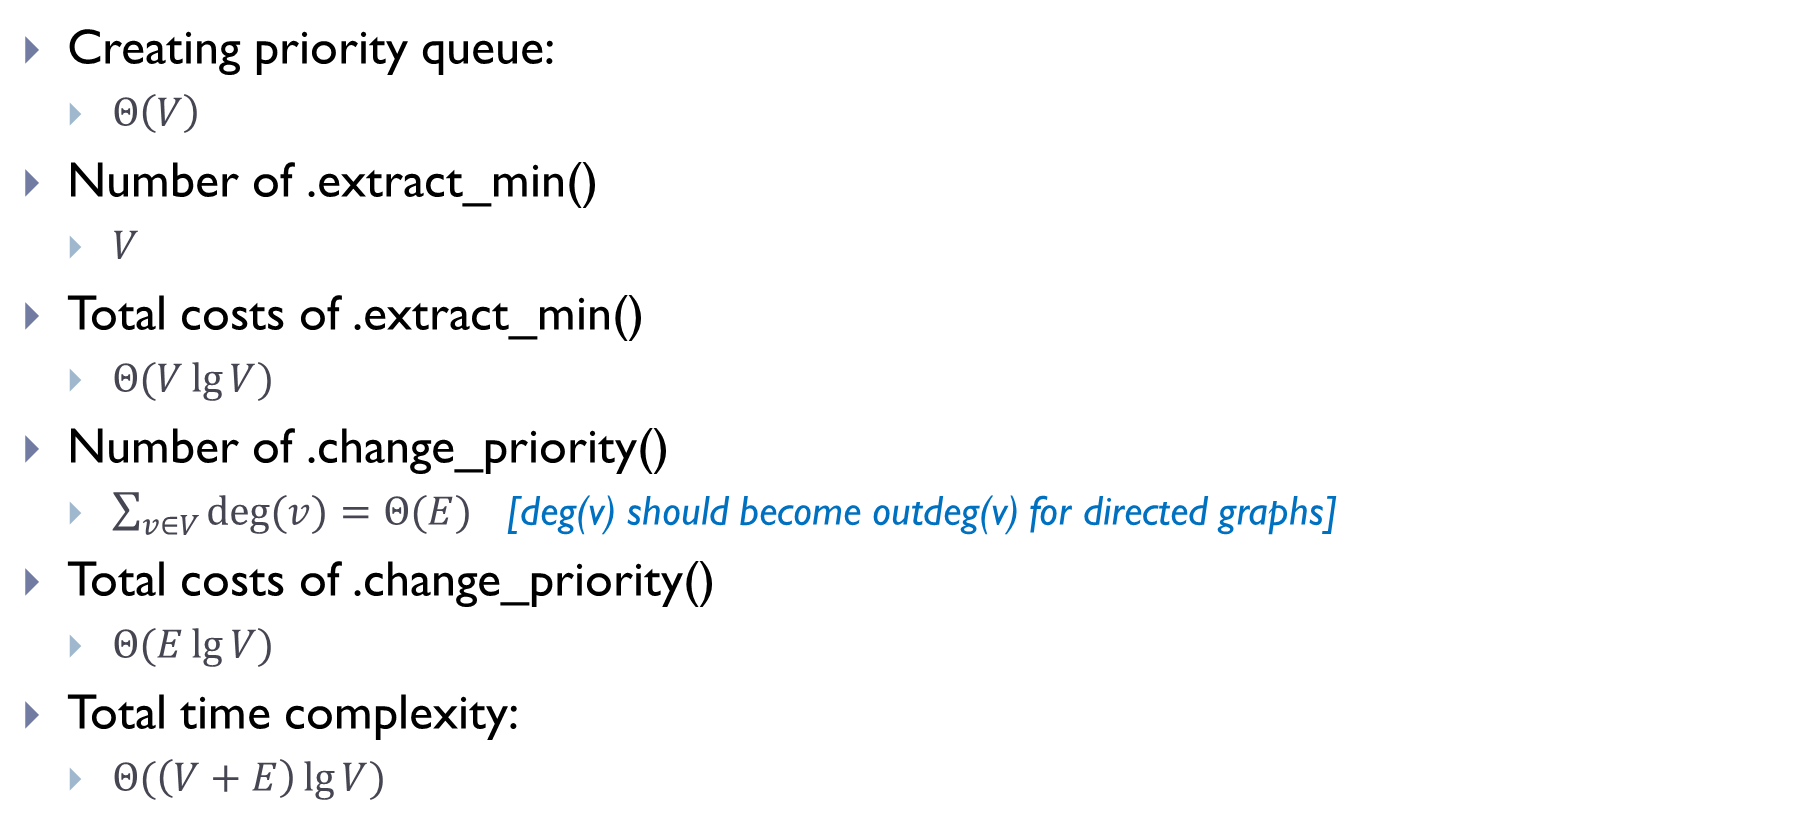 Creating priority queue:
Θ(V)
Number of .extract_min()
V
Total costs of .extract_min()
Θ(V lg V)
Number of .change_priority()
∑v∈V deg(v) = Θ(E) [deg(v) should become outdeg(v) for directed graphs]
Total costs of .change_priority()
Θ(E lg V)
Total time complexity:
Θ((V + E) lg V)